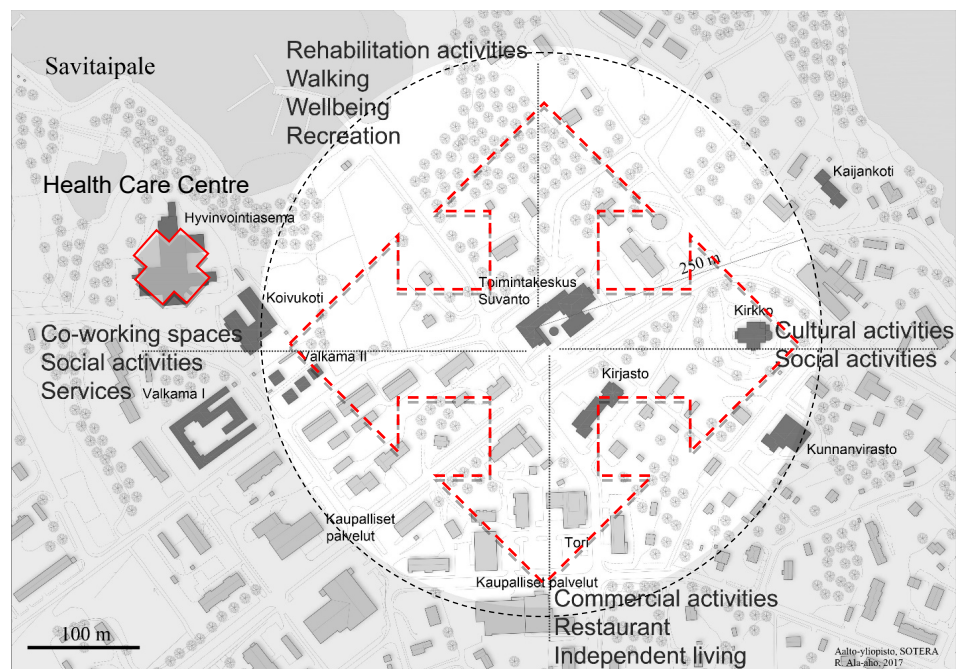 Savitaipale
Rehabilitation activities
Walking
Wellbeing
Recreation
Health Care Centre
Hyvinvointiasema
Kaijankoti
250 m
Toimintakeskus
Suvanto
Koivukoti
Kirkko
Co-working spaces
Social activities
Services
Cultural activities
Social activities
Valkama II
Valkama I
Kirjasto
Kunnanvirasto
Kaupalliset
palvelut
Tori
Kaupalliset palvelut
Commercial activities
Restaurant
Independent living
100 m
Aalto-yliopisto, SOTERA
R. Ala-aho, 2017